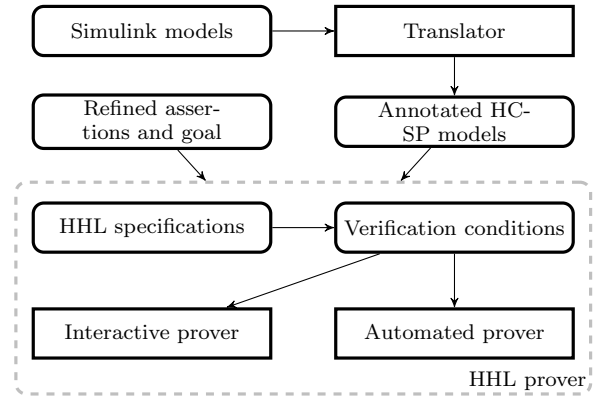 Simulink models
Translator
Refined asser-
tions and goal
Annotated HC-
SP models
HHL specifications
Verification conditions
Interactive prover
Automated prover
HHL prover